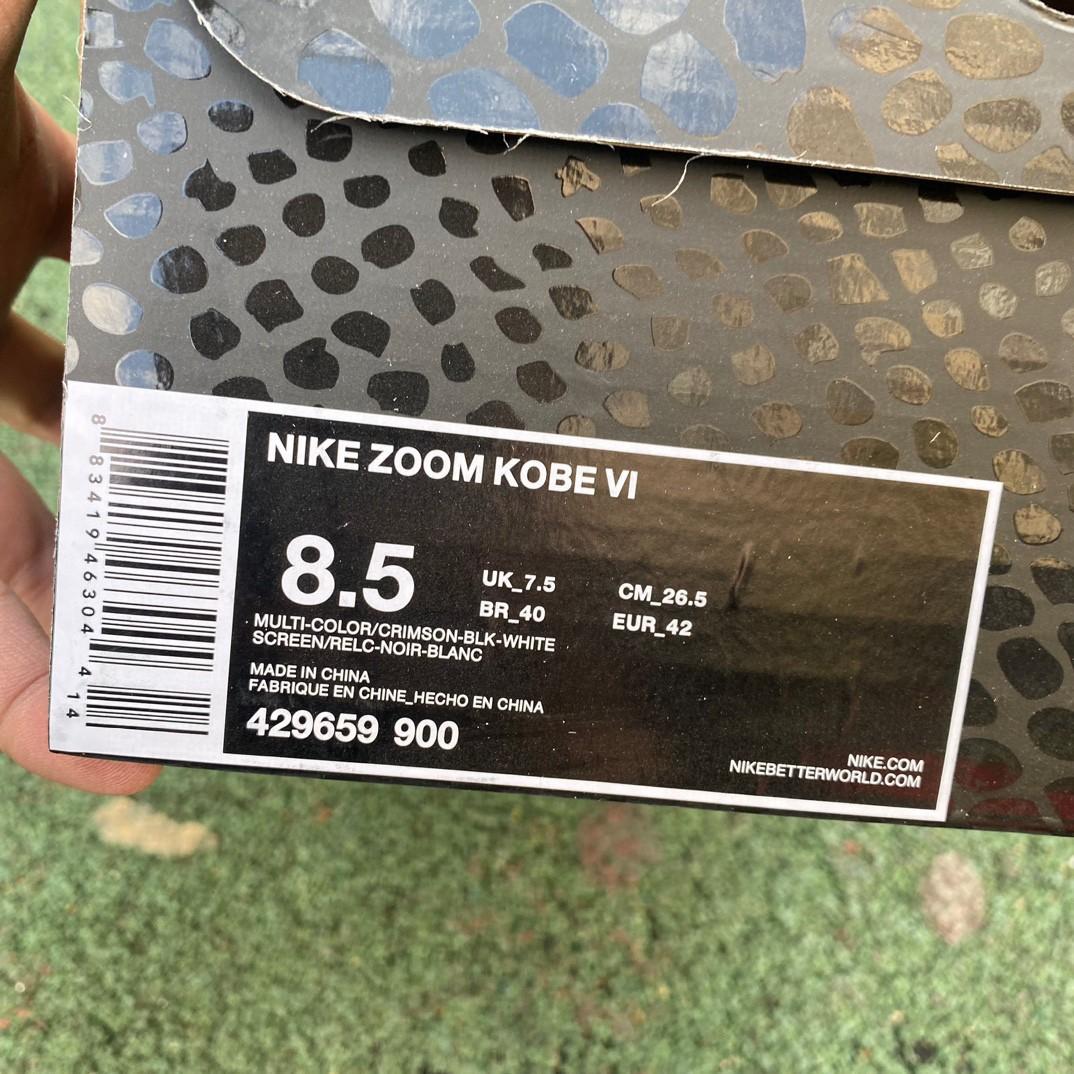 NIKE ZOOM KOBE VI
8.5
UK_7.5 CM_26.5
BR_40 EUR_42
MULTI-COLOR/CRIMSON-BLK-WHITE
SCREEN/RELC-NOIR-BLANC
MADE IN CHINA
FABRIQUE EN CHINE_HECHO EN CHINA
429659 900
NIKE.COM
NIKEBETTERWORLD.COM
8 83419 46304 4 14